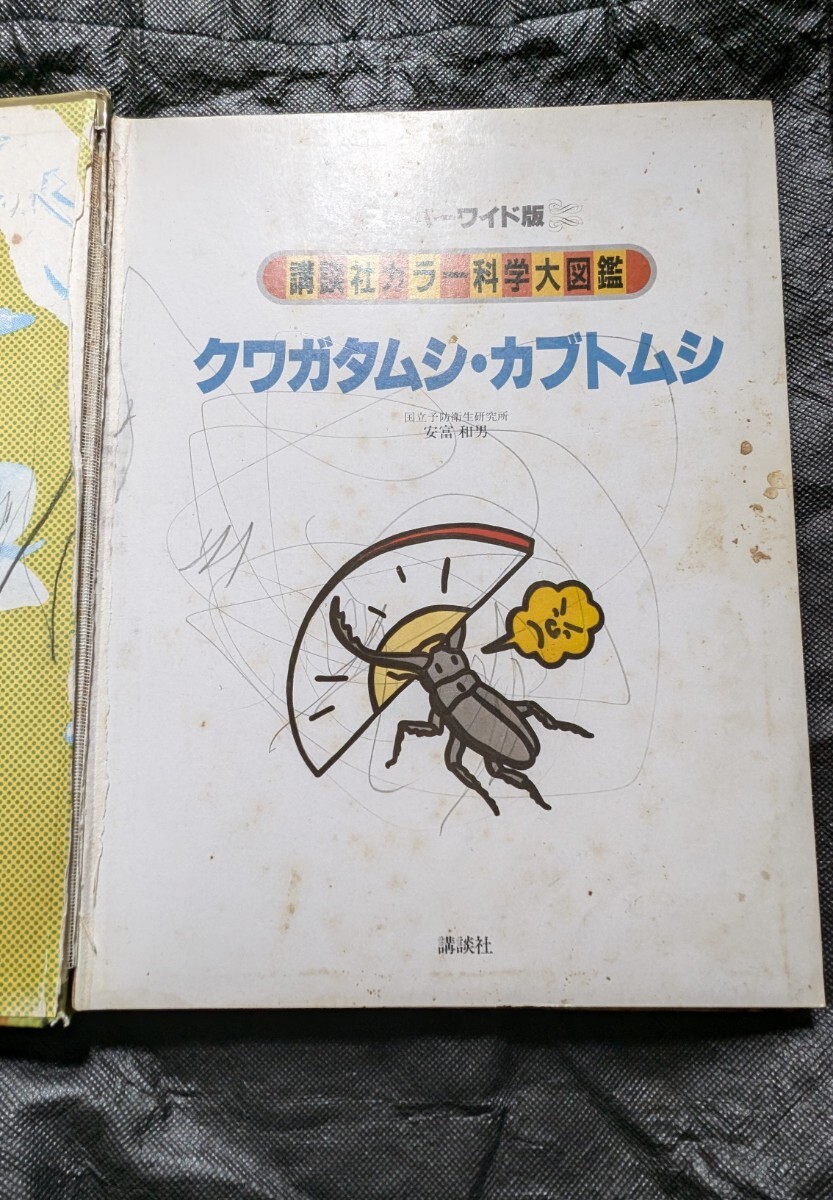 ーワイド版
講談社カラー科学大図鑑
クワガタムシ・カブトムシ
国立予防衛生研究所
安富和男
講談社